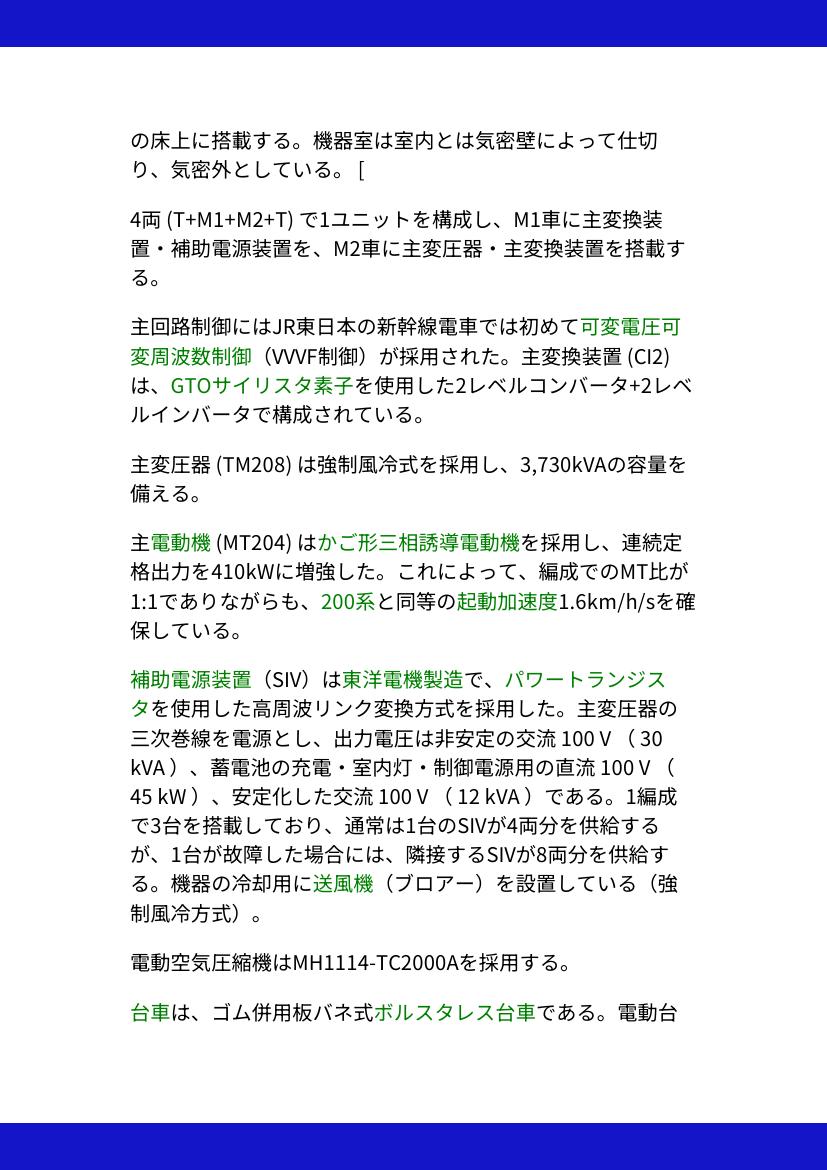 の床上に搭載する。機器室は室内とは気密壁によって仕切
り、気密外としている。 [
4両 (T+M1+M2+T) で1ユニットを構成し、M1車に主変換装
置・補助電源装置を、M2車に主変圧器・主変換装置を搭載す
る。
主回路制御にはJR東日本の新幹線電車では初めて可変電圧可
変周波数制御（VVVF制御）が採用された。主変換装置 (CI2)
は、GTOサイリスタ素子を使用した2レベルコンバータ+2レベ
ルインバータで構成されている。
主変圧器 (TM208) は強制風冷式を採用し、3,730kVAの容量を
備える。
主電動機 (MT204) はかご形三相誘導電動機を採用し、連続定
格出力を410kWに増強した。これによって、編成でのMT比が
1:1でありながらも、200系と同等の起動加速度1.6km/h/sを確
保している。
補助電源装置（SIV）は東洋電機製造で、パワートランジス
タを使用した高周波リンク変換方式を採用した。主変圧器の
三次巻線を電源とし、出力電圧は非安定の交流 100 V （ 30
kVA ）、蓄電池の充電・室内灯・制御電源用の直流 100 V （
45 kW ）、安定化した交流 100 V （ 12 kVA ）である。1編成
で3台を搭載しており、通常は1台のSIVが4両分を供給する
が、1台が故障した場合には、隣接するSIVが8両分を供給す
る。機器の冷却用に送風機（ブロアー）を設置している（強
制風冷方式）。
電動空気圧縮機はMH1114-TC2000Aを採用する。
台車は、ゴム併用板バネ式ボルスタレス台車である。電動台